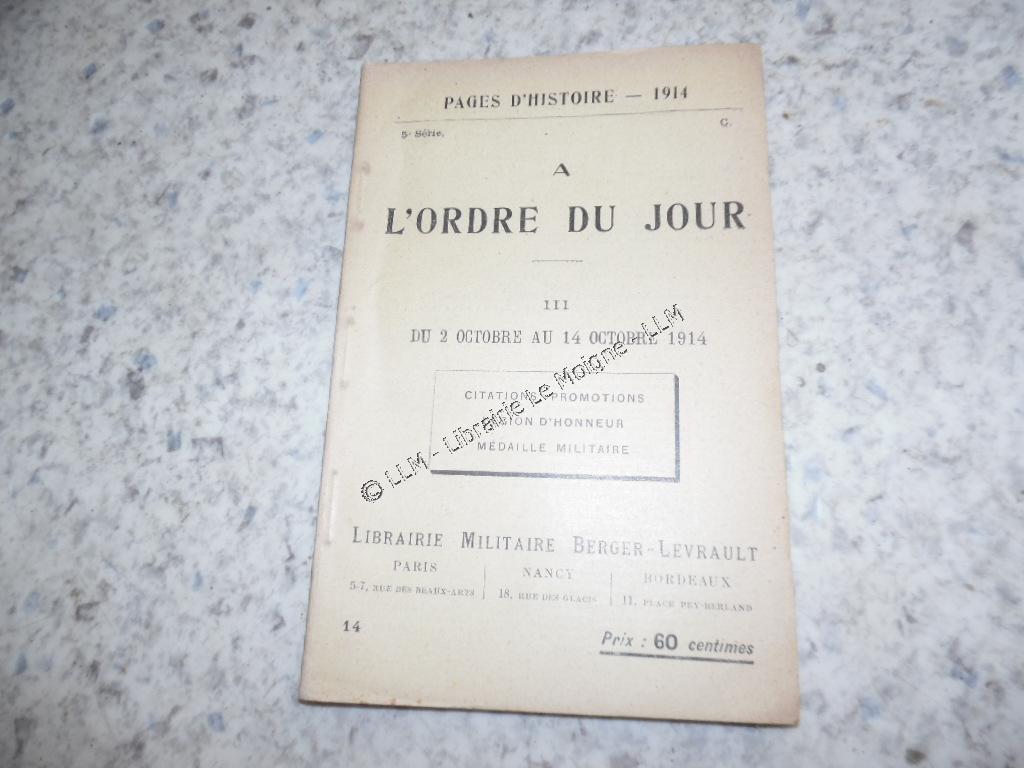 PAGES D'HISTOIRE — 1914
5e Série. C.
A
L'ORDRE DU JOUR
III
DU 2 OCTOBRE AU 14 OCTOBRE 1914
CITATIONS PROMOTIONS
LÉGION D'HONNEUR
MÉDAILLE MILITAIRE
© LLM - Librairie Le Moigne - LLM
LIBRAIRIE MILITAIRE BERGER-LEVRAULT
PARIS NANCY BORDEAUX
5-7, RUE DES BEAUX-ARTS 18, RUE DES GLACIS 11, PLACE PEY-BERLAND
14
Prix : 60 centimes